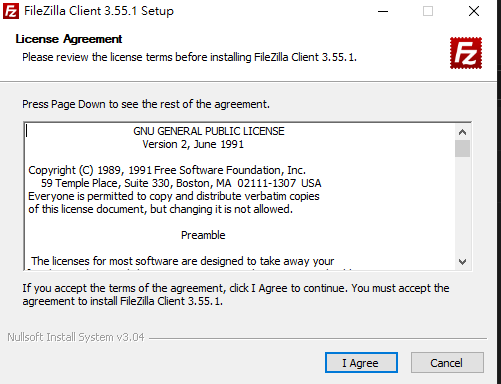 FileZilla Client 3.55.1 Setup
License Agreement
Please review the license terms before installing FileZilla Client 3.55.1.
FZ
Press Page Down to see the rest of the agreement.
GNU GENERAL PUBLIC LICENSE
Version 2, June 1991
Copyright (C) 1989, 1991 Free Software Foundation, Inc.
59 Temple Place, Suite 330, Boston, MA 02111-1307 USA
Everyone is permitted to copy and distribute verbatim copies
of this license document, but changing it is not allowed.
Preamble
The licenses for most software are designed to take away your
If you accept the terms of the agreement, click I Agree to continue. You must accept the
agreement to install FileZilla Client 3.55.1.
Nullsoft Install System v3.04
I Agree
Cancel